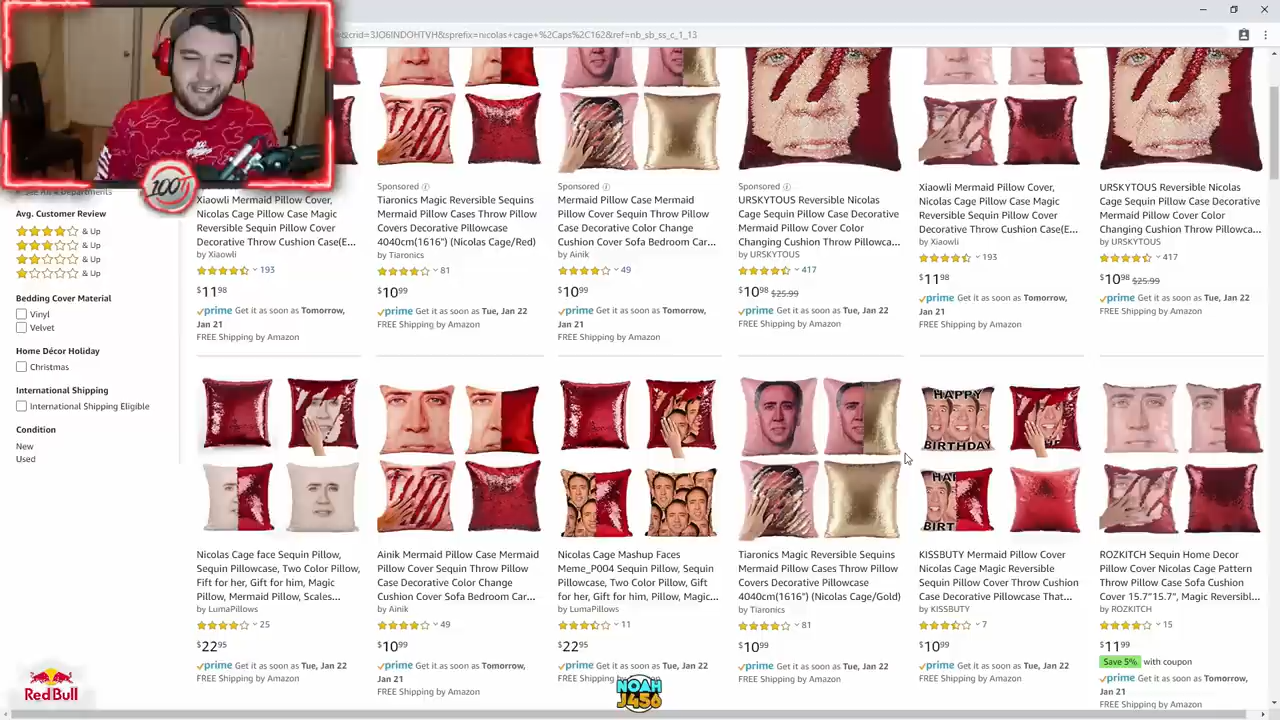 &crid=3JQ6INDOHTVH&sprefix=nicolas+cage+%2Caps%2C162&ref=nb_sb_ss_c_1_13
100
Avg. Customer Review
& Up
& Up
& Up
& Up
Bedding Cover Material
Vinyl
Velvet
Home Décor Holiday
Christmas
International Shipping
International Shipping Eligible
Condition
New
Used
Xiaowli Mermaid Pillow Cover,
Nicolas Cage Pillow Case Magic
Reversible Sequin Pillow Cover
Decorative Throw Cushion Case(E...
by Xiaowli
193
$11.98
prime Get it as soon as Tomorrow,
Jan 21
FREE Shipping by Amazon
Sponsored
Tiaronics Magic Reversible Sequins
Mermaid Pillow Cases Throw Pillow
Covers Decorative Pillowcase
4040cm(1616") (Nicolas Cage/Red)
by Tiaronics
81
$10.99
prime Get it as soon as Tue, Jan 22
FREE Shipping by Amazon
Sponsored
Mermaid Pillow Case Mermaid
Pillow Cover Sequin Throw Pillow
Case Decorative Color Change
Cushion Cover Sofa Bedroom Car...
by Ainik
49
$10.99
prime Get it as soon as Tomorrow,
Jan 21
FREE Shipping by Amazon
Sponsored
URSKYTOUS Reversible Nicolas
Cage Sequin Pillow Case Decorative
Mermaid Pillow Cover Color
Changing Cushion Throw Pillowca...
by URSKYTOUS
417
$10.98 $25.99
prime Get it as soon as Tue, Jan 22
FREE Shipping by Amazon
Xiaowli Mermaid Pillow Cover,
Nicolas Cage Pillow Case Magic
Reversible Sequin Pillow Cover
Decorative Throw Cushion Case(E...
by Xiaowli
193
$11.98
prime Get it as soon as Tomorrow,
Jan 21
FREE Shipping by Amazon
URSKYTOUS Reversible Nicolas
Cage Sequin Pillow Case Decorative
Mermaid Pillow Cover Color
Changing Cushion Throw Pillowca...
by URSKYTOUS
417
$10.98 $25.99
prime Get it as soon as Tue, Jan 22
FREE Shipping by Amazon
HAPPY
BIRTHDAY
HAP
BIRT
Nicolas Cage face Sequin Pillow,
Sequin Pillowcase, Two Color Pillow,
Fift for her, Gift for him, Magic
Pillow, Mermaid Pillow, Scales...
by LumaPillows
25
$22.95
prime Get it as soon as Tue, Jan 22
FREE Shipping by Amazon
Ainik Mermaid Pillow Case Mermaid
Pillow Cover Sequin Throw Pillow
Case Decorative Color Change
Cushion Cover Sofa Bedroom Car...
by Ainik
49
$10.99
prime Get it as soon as Tomorrow,
Jan 21
FREE Shipping by Amazon
Nicolas Cage Mashup Faces
Meme_P004 Sequin Pillow, Sequin
Pillowcase, Two Color Pillow, Gift
for her, Gift for him, Pillow, Magic...
by LumaPillows
11
$22.95
prime Get it as soon as Tue, Jan 22
FREE Shipping by
Tiaronics Magic Reversible Sequins
Mermaid Pillow Cases Throw Pillow
Covers Decorative Pillowcase
4040cm(1616") (Nicolas Cage/Gold)
by Tiaronics
81
$10.99
prime Get it as soon as Tue, Jan 22
FREE Shipping by Amazon
KISSBUTY Mermaid Pillow Cover
Nicolas Cage Magic Reversible
Sequin Pillow Cover Throw Cushion
Case Decorative Pillowcase That...
by KISSBUTY
7
$10.99
prime Get it as soon as Tue, Jan 22
FREE Shipping by Amazon
ROZKITCH Sequin Home Decor
Pillow Cover Nicolas Cage Pattern
Throw Pillow Case Sofa Cushion
Cover 15.7"15.7", Magic Reversibl...
by ROZKITCH
15
$11.99
Save 5% with coupon
prime Get it as soon as Tomorrow,
Jan 21
FREE Shipping by Amazon
Red Bull
NOAH
J456